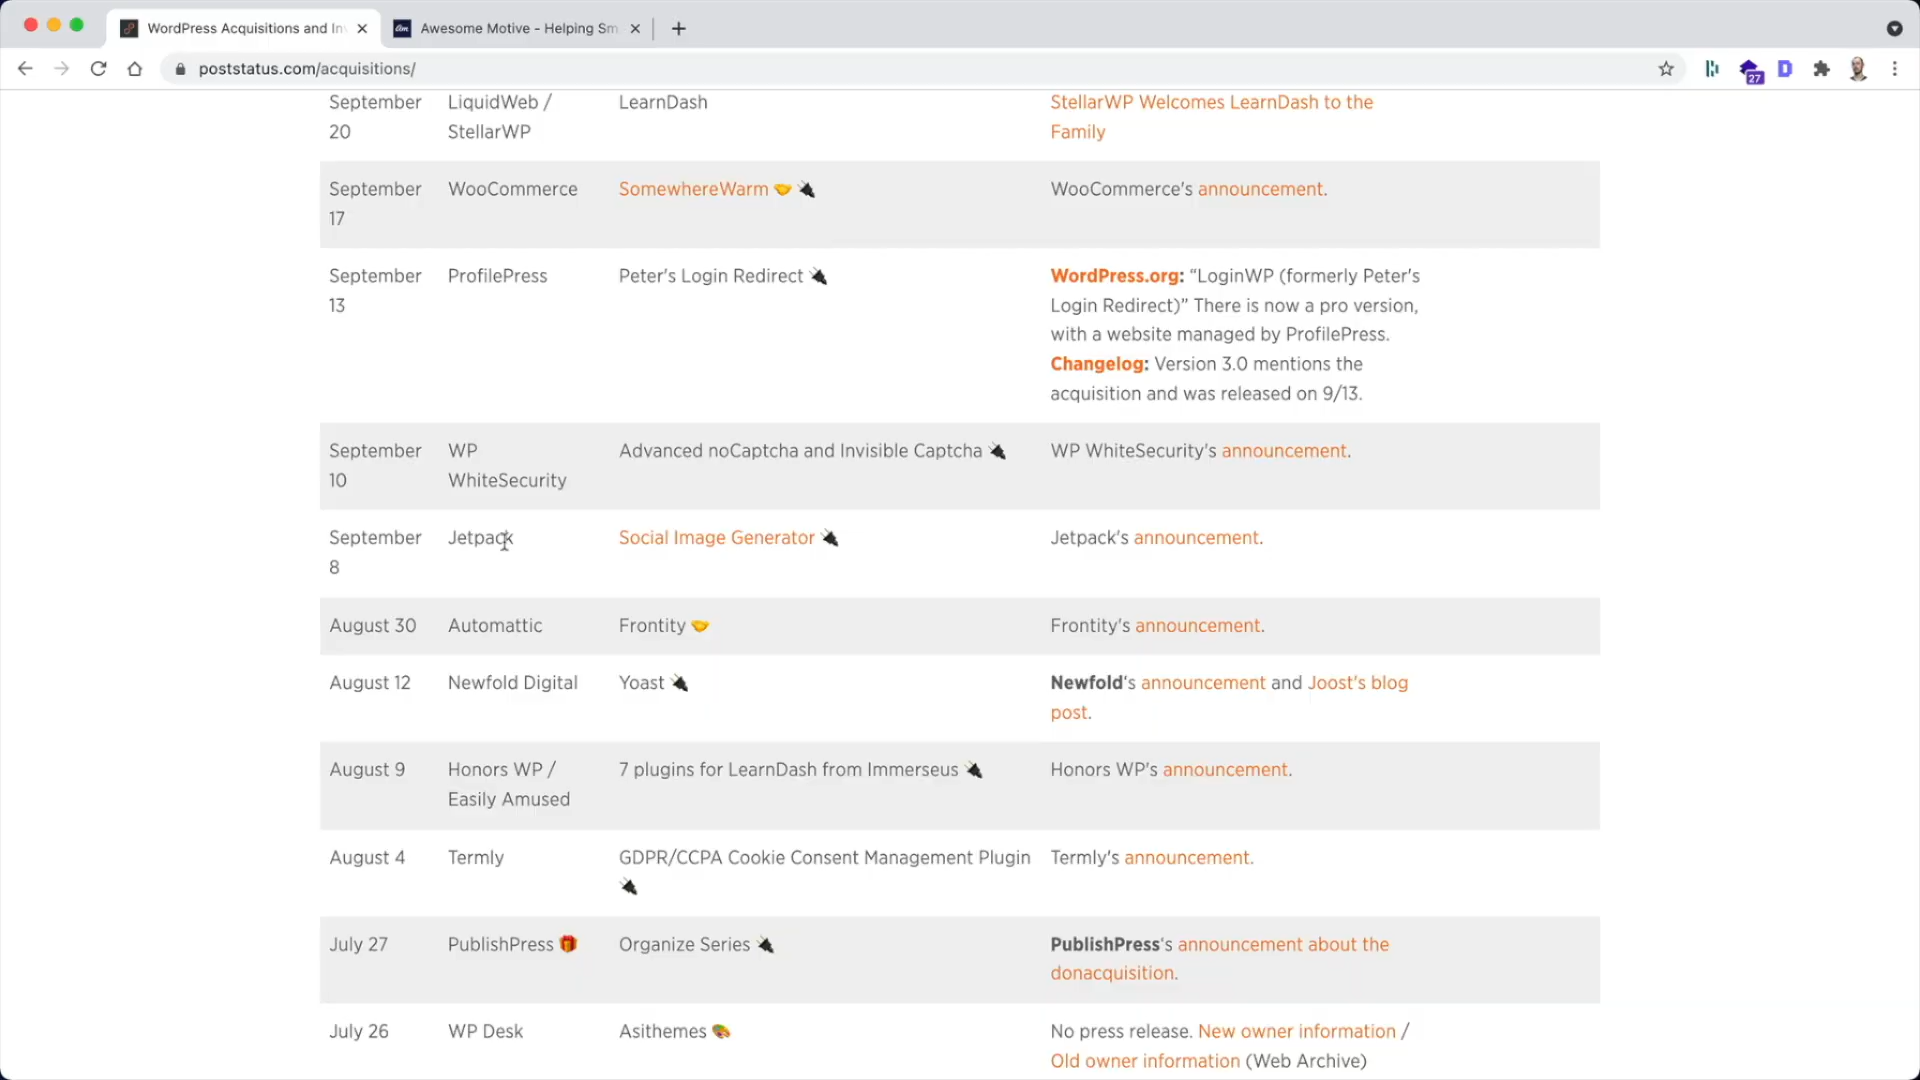 WordPress Acquisitions and In
Awesome Motive - Helping Sm
poststatus.com/acquisitions/
27
September 20
LiquidWeb / StellarWP
LearnDash
StellarWP Welcomes LearnDash to the
Family
September 17
WooCommerce
SomewhereWarm
WooCommerce's announcement.
September 13
ProfilePress
Peter's Login Redirect
WordPress.org: “LoginWP (formerly Peter's
Login Redirect)” There is now a pro version,
with a website managed by ProfilePress.
Changelog: Version 3.0 mentions the
acquisition and was released on 9/13.
September 10
WP WhiteSecurity
Advanced noCaptcha and Invisible Captcha
WP WhiteSecurity's announcement.
September 8
Jetpack
Social Image Generator
Jetpack's announcement.
August 30
Automattic
Frontity
Frontity's announcement.
August 12
Newfold Digital
Yoast
Newfold's announcement and Joost's blog
post.
August 9
Honors WP / Easily Amused
7 plugins for LearnDash from Immerseus
Honors WP's announcement.
August 4
Termly
GDPR/CCPA Cookie Consent Management Plugin
Termly's announcement.
July 27
PublishPress
Organize Series
PublishPress's announcement about the
donacquisition.
July 26
WP Desk
Asithemes
No press release. New owner information /
Old owner information (Web Archive)